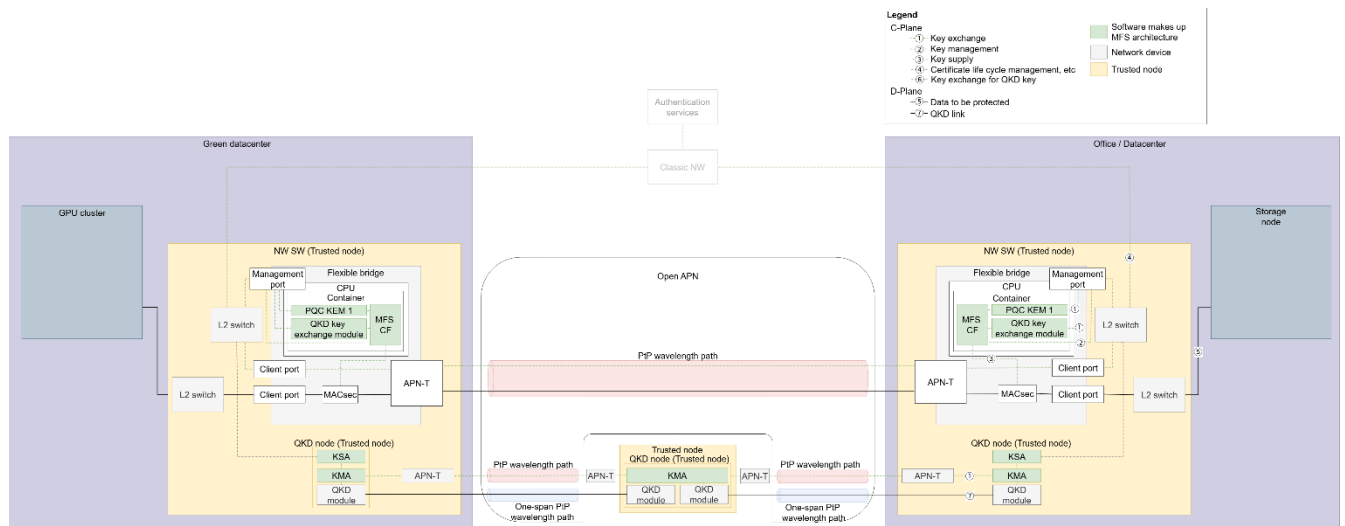 Legend
C-Plane
① Key exchange
② Key management
③ Key supply
④ Certificate life cycle management, etc
⑥ Key exchange for QKD key
D-Plane
⑤ Data to be protected
⑦ QKD link
Software makes up
MFS architecture
Network device
Trusted node
Authentication
services
Classic NW
Green datacenter
GPU cluster
NW SW (Trusted node)
Management
port
Flexible bridge
CPU
Container
PQC KEM 1
QKD key
exchange module
MFS
CF
L2 switch
Client port
L2 switch
Client port
MACsec
APN-T
QKD node (Trusted node)
KSA
KMA
QKD
module
APN-T
Open APN
PtP wavelength path
PtP wavelength path
APN-T
One-span PtP
wavelength path
Trusted node
QKD node (Trusted node)
KMA
QKD
module
QKD
module
APN-T
PtP wavelength path
One-span PtP
wavelength path
Office / Datacenter
Storage
node
NW SW (Trusted node)
Flexible bridge
Management
port
CPU
Container
MFS
CF
PQC KEM 1
①
QKD key
exchange module
①
②
③
④
⑤
L2 switch
Client port
APN-T
MACsec
Client port
L2 switch
QKD node (Trusted node)
KSA
APN-T
①
KMA
⑦
QKD
module